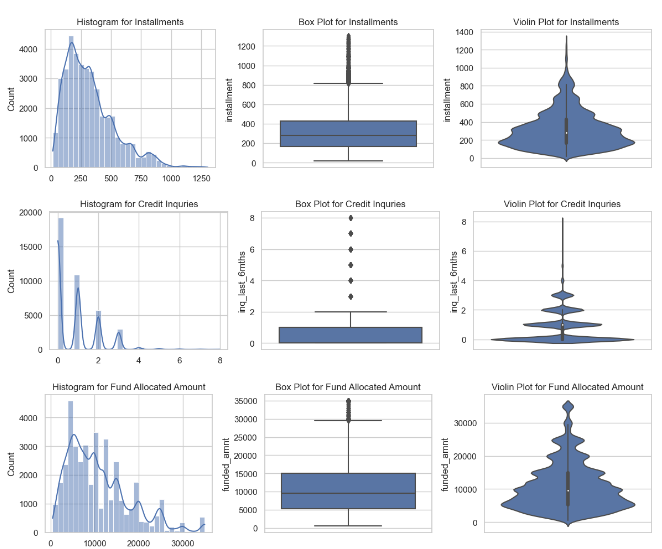 Histogram for Installments
Box Plot for Installments
Violin Plot for Installments
Count
4000
3000
2000
1000
0
0 250 500 750 1000 1250
installment
1200
1000
800
600
400
200
0
installment
1400
1200
1000
800
600
400
200
0
Histogram for Credit Inquries
Box Plot for Credit Inquries
Violin Plot for Credit Inquries
Count
20000
15000
10000
5000
0
0 2 4 6 8
inq_last_6mths
8
6
4
2
0
inq_last_6mths
8
6
4
2
0
Histogram for Fund Allocated Amount
Box Plot for Fund Allocated Amount
Violin Plot for Fund Allocated Amount
Count
4000
3000
2000
1000
0
0 10000 20000 30000
funded_amnt
35000
30000
25000
20000
15000
10000
5000
0
funded_amnt
30000
20000
10000
0